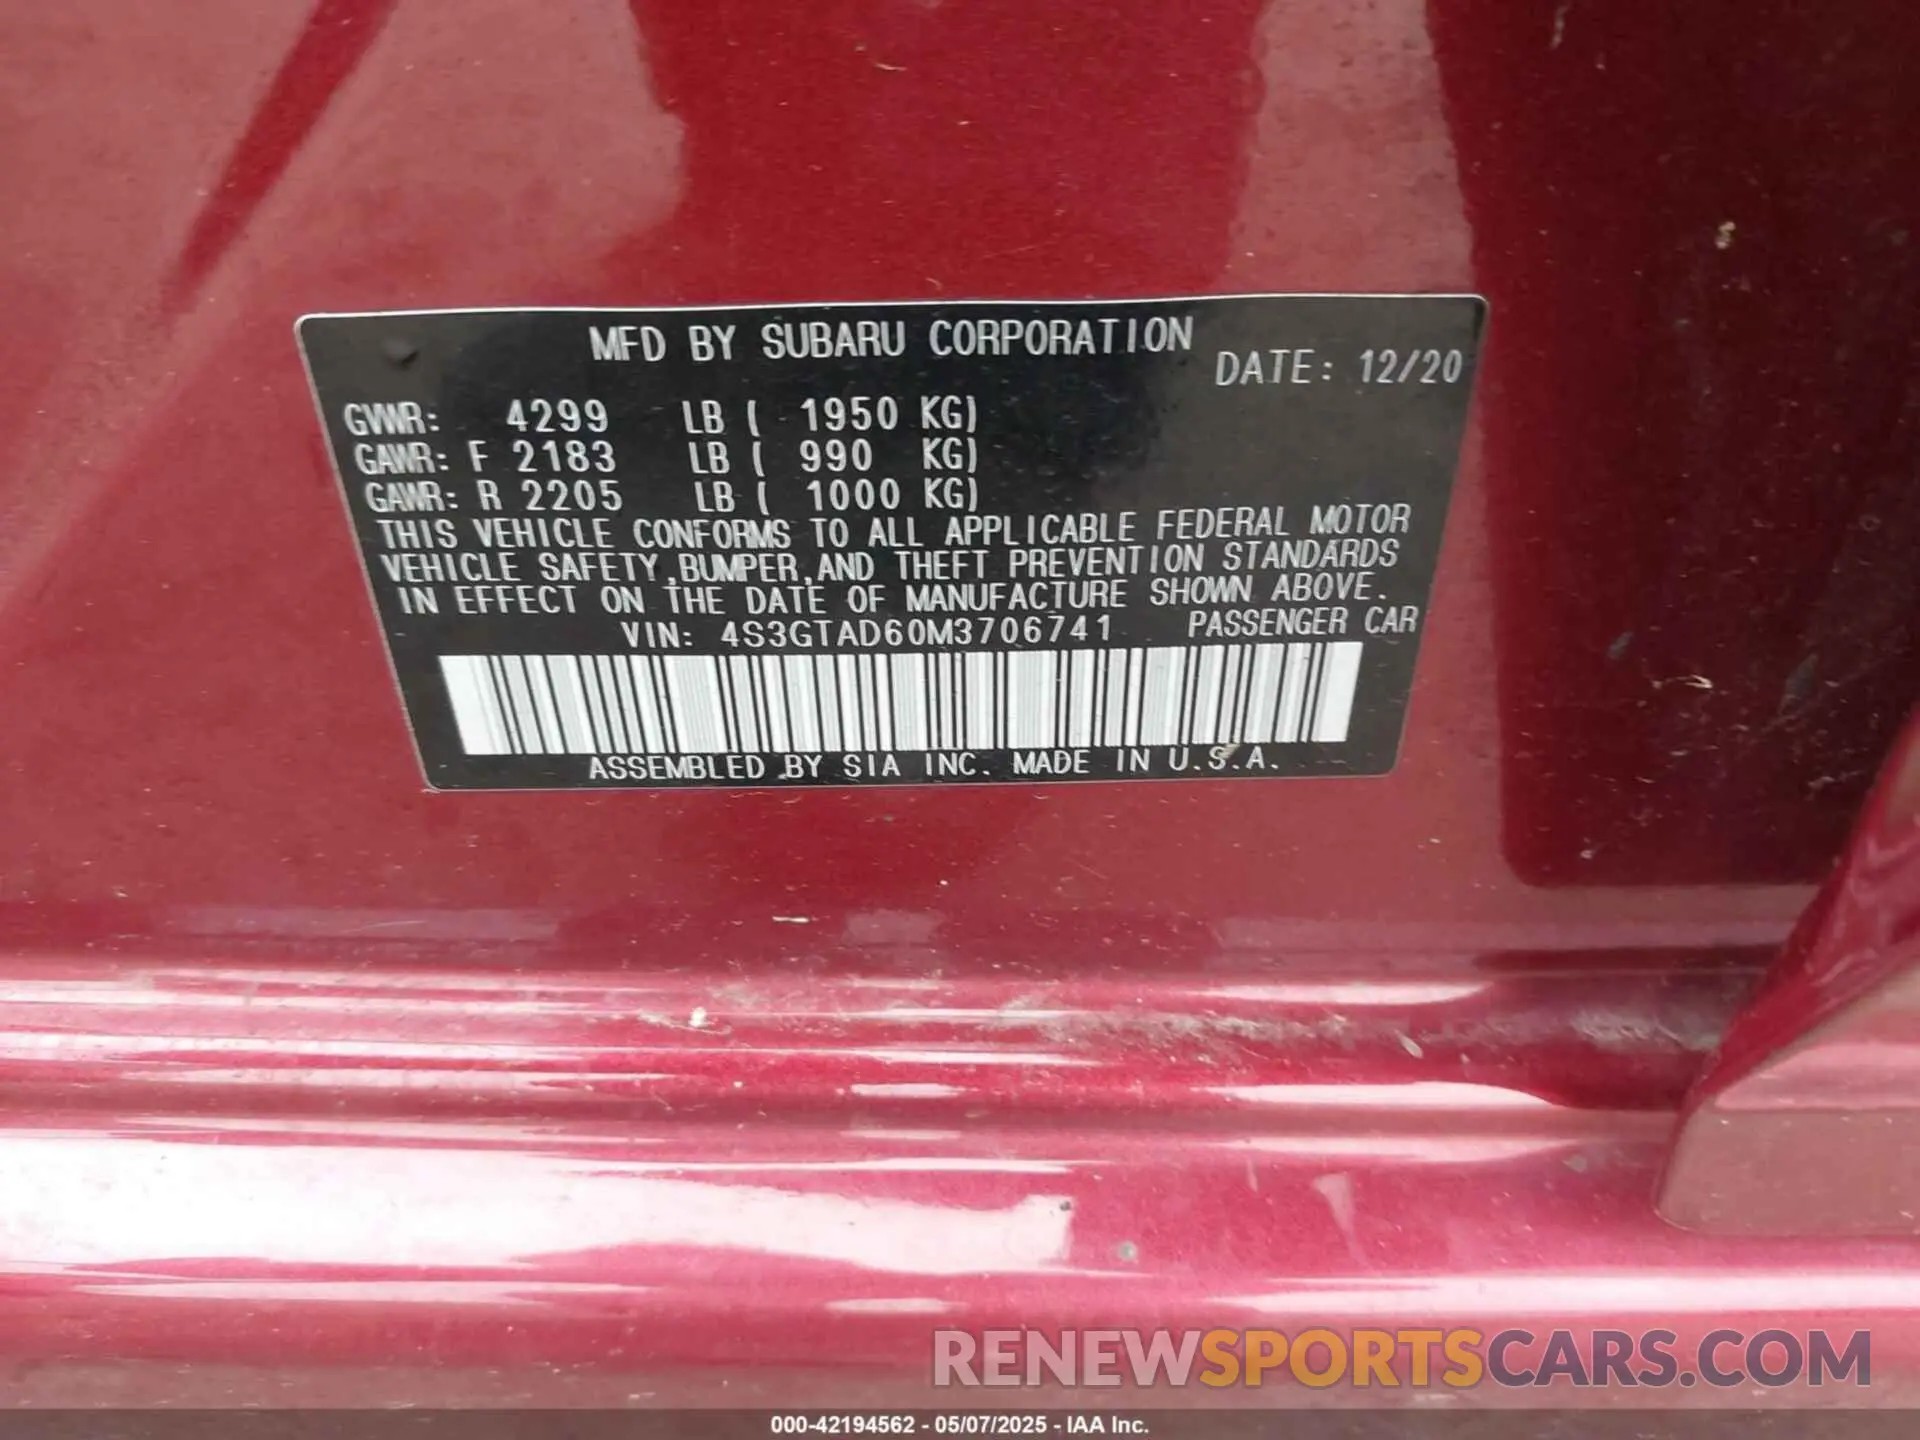 MFD BY SUBARU CORPORATION
DATE: 12/20
GVWR: 4299 LB ( 1950 KG)
GAWR: F 2183 LB ( 990 KG)
GAWR: R 2205 LB ( 1000 KG)
THIS VEHICLE CONFORMS TO ALL APPLICABLE FEDERAL MOTOR
VEHICLE SAFETY,BUMPER,AND THEFT PREVENTION STANDARDS
IN EFFECT ON THE DATE OF MANUFACTURE SHOWN ABOVE.
VIN: 4S3GTAD60M3706741 PASSENGER CAR
ASSEMBLED BY SIA INC. MADE IN U.S.A.
RENEWSPORTSCARS.COM
000-42194562 - 05/07/2025 - IAA Inc.